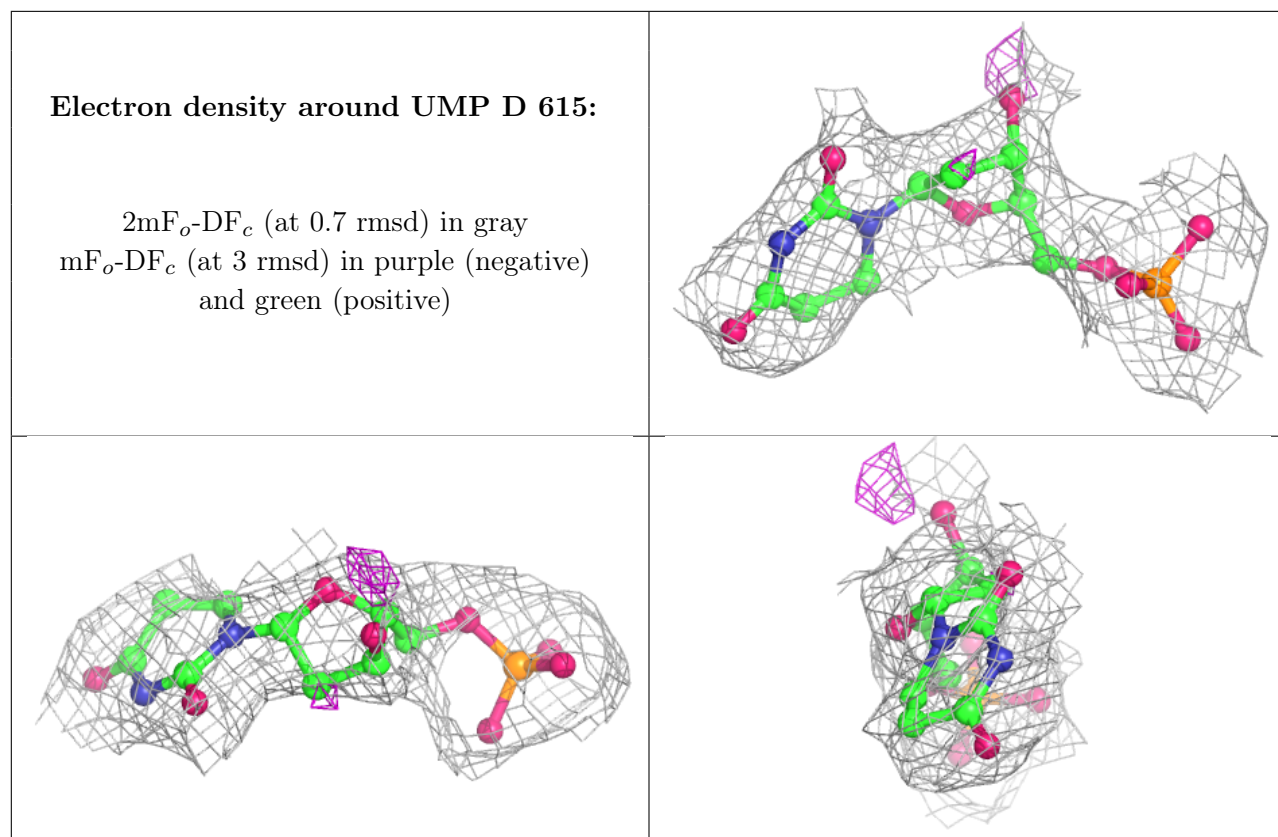 Electron density around UMP D 615:
2mFo-DFc (at 0.7 rmsd) in gray
mFo-DFc (at 3 rmsd) in purple (negative)
and green (positive)